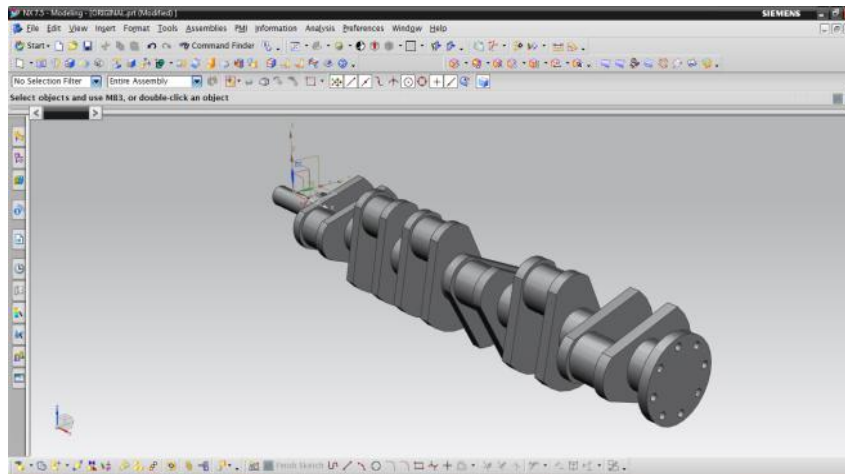 NX 7.5 - Modeling - [ORIGINAL.prt (Modified) ]
SIEMENS
File Edit View Insert Format Tools Assemblies PMI Information Analysis Preferences Window Help
Start Command Finder
No Selection Filter Entire Assembly
Select objects and use MB3, or double-click an object
Finish Sketch